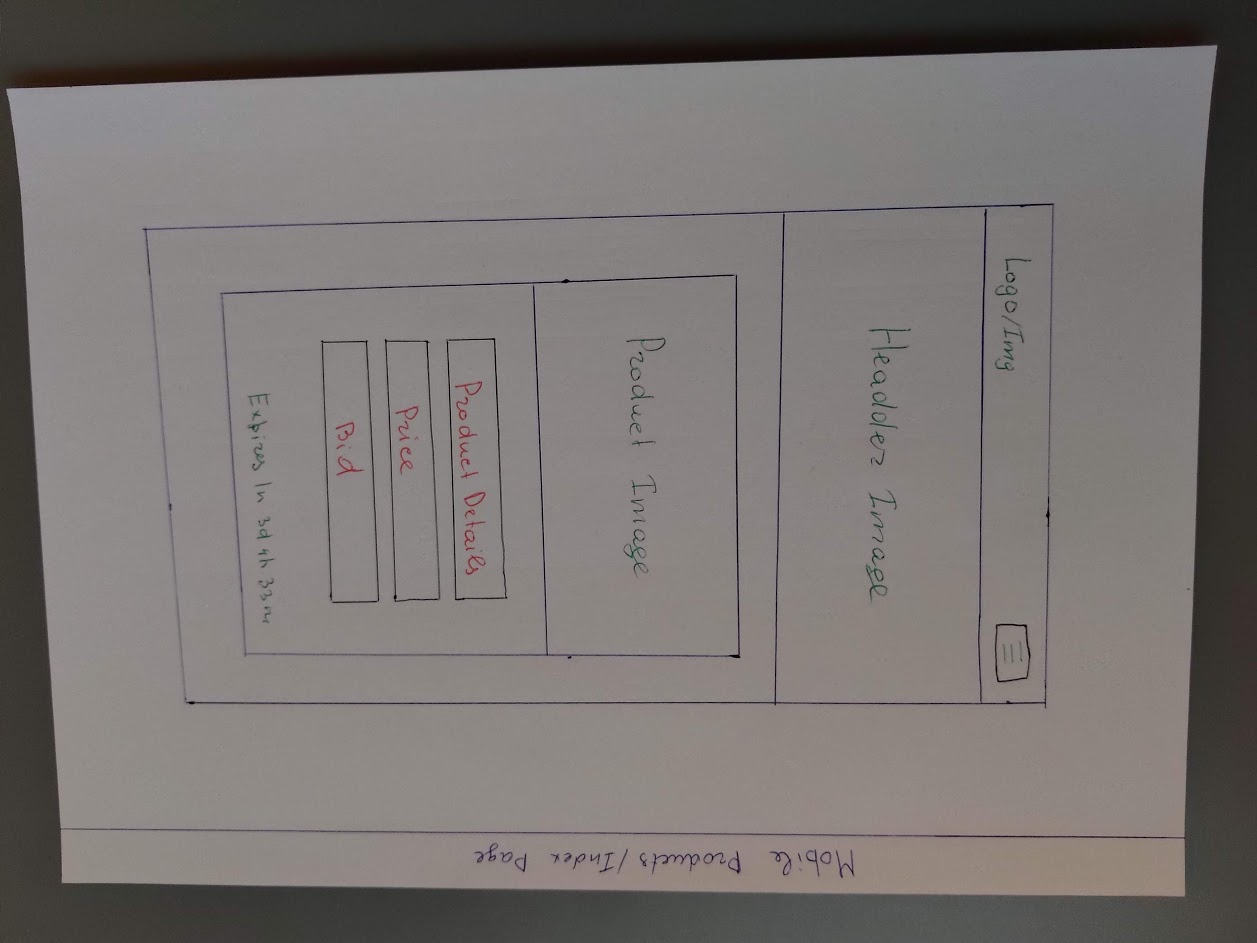 Mobile Products/Index Page
Logo/Img
Headder Image
Product Image
Product Details
Price
Bid
Expires In 3d 4h 33m